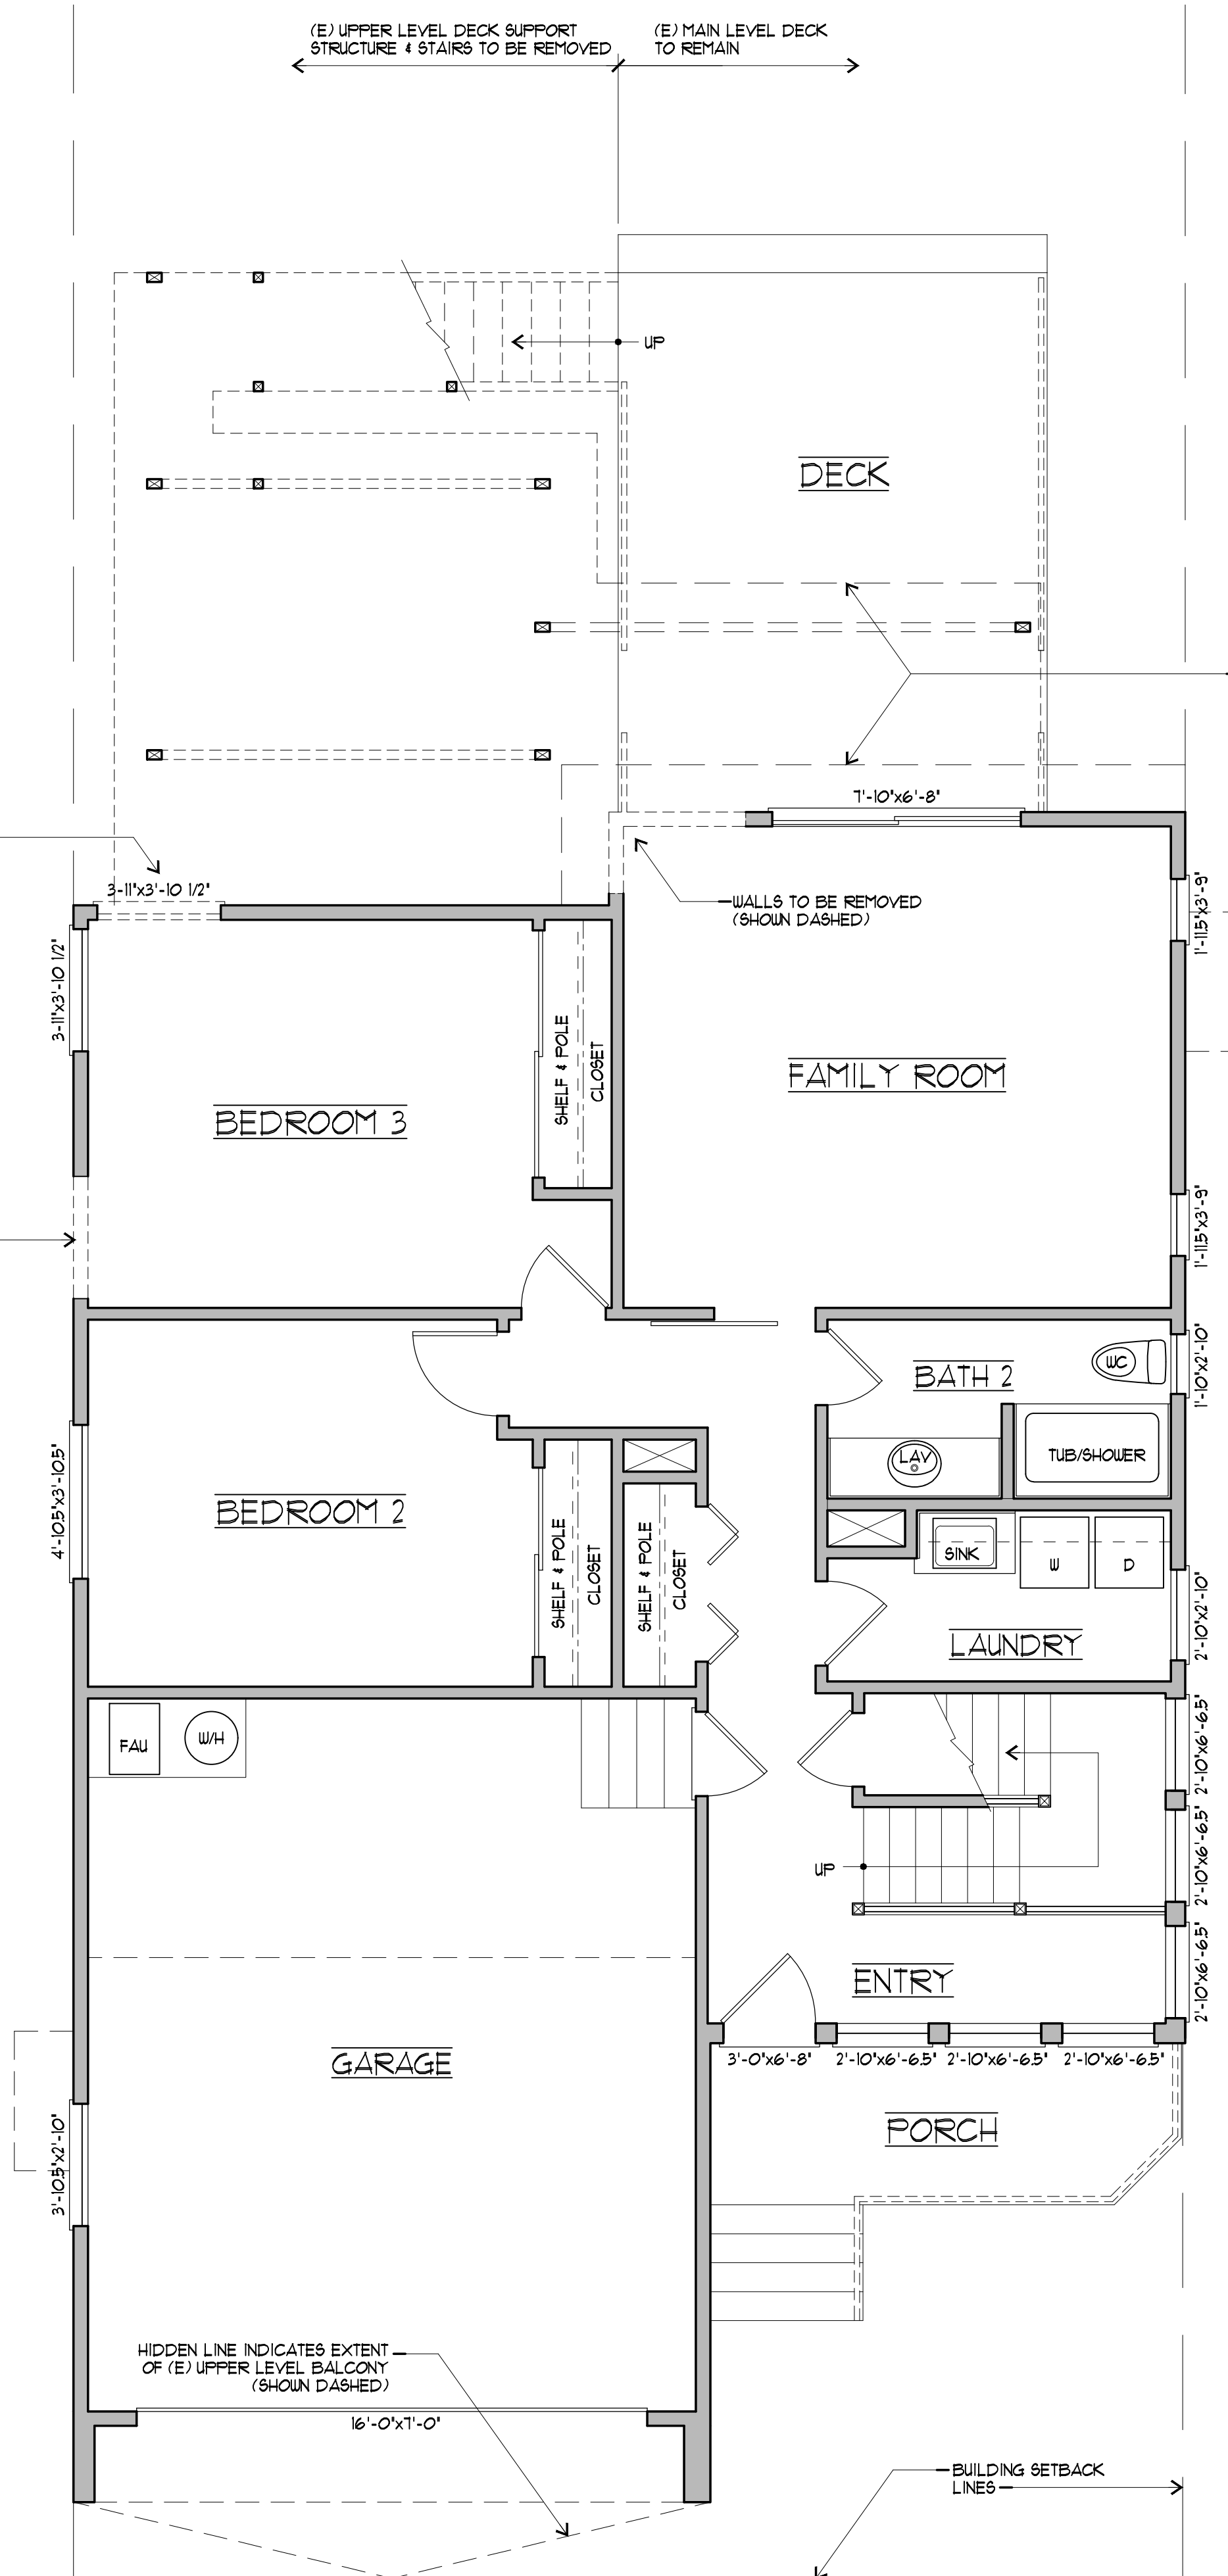 (E) UPPER LEVEL DECK SUPPORT
STRUCTURE & STAIRS TO BE REMOVED
(E) MAIN LEVEL DECK
TO REMAIN
UP
DECK
7'-10"x6'-8"
3-11"x3'-10 1/2"
WALLS TO BE REMOVED
(SHOWN DASHED)
1'-11.5"x3'-9"
3-11"x3'-10 1/2"
SHELF & POLE
CLOSET
FAMILY ROOM
BEDROOM 3
1'-11.5"x3'-9"
BATH 2
WC
1'-10"x2'-10"
LAV
TUB/SHOWER
4'-10.5"x3'-10.5"
BEDROOM 2
SHELF & POLE
CLOSET
SHELF & POLE
CLOSET
SINK
W
D
LAUNDRY
2'-10"x2'-10"
FAU
W/H
2'-10"x6'-6.5"
UP
2'-10"x6'-6.5"
ENTRY
2'-10"x6'-6.5"
GARAGE
3'-0"x6'-8"
2'-10"x6'-6.5"
2'-10"x6'-6.5"
2'-10"x6'-6.5"
PORCH
3'-10.5"x2'-10"
HIDDEN LINE INDICATES EXTENT
OF (E) UPPER LEVEL BALCONY
(SHOWN DASHED)
16'-0"x7'-0"
BUILDING SETBACK
LINES